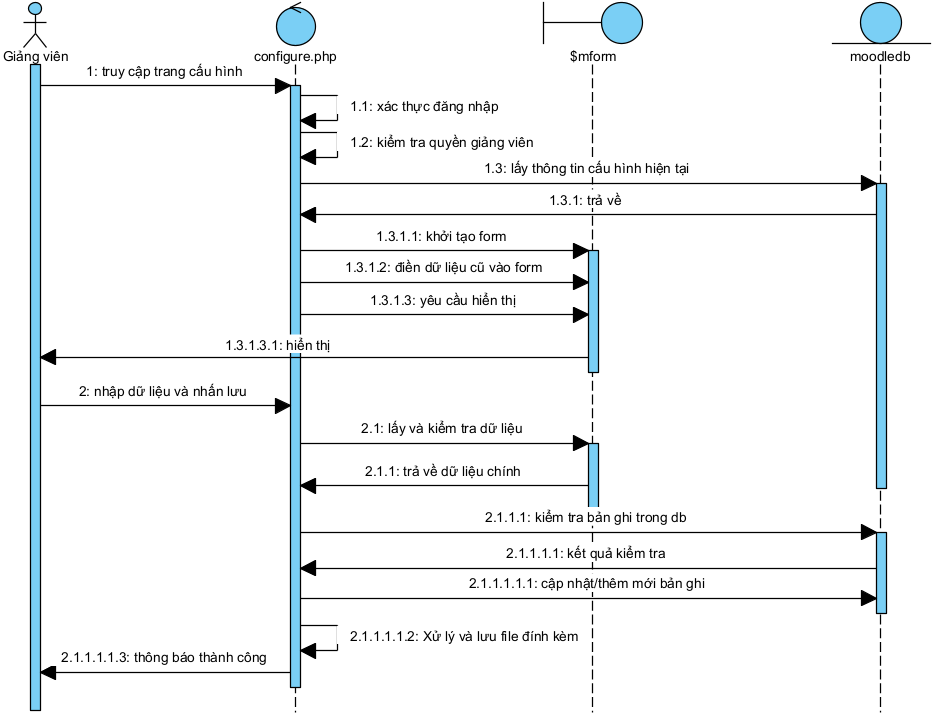 Giảng viên
configure.php
$mform
moodledb
1: truy cập trang cấu hình
1.1: xác thực đăng nhập
1.2: kiểm tra quyền giảng viên
1.3: lấy thông tin cấu hình hiện tại
1.3.1: trả về
1.3.1.1: khởi tạo form
1.3.1.2: điền dữ liệu cũ vào form
1.3.1.3: yêu cầu hiển thị
1.3.1.3.1: hiển thị
2: nhập dữ liệu và nhấn lưu
2.1: lấy và kiểm tra dữ liệu
2.1.1: trả về dữ liệu chính
2.1.1.1: kiểm tra bản ghi trong db
2.1.1.1.1: kết quả kiểm tra
2.1.1.1.1.1: cập nhật/thêm mới bản ghi
2.1.1.1.1.2: Xử lý và lưu file đính kèm
2.1.1.1.1.3: thông báo thành công